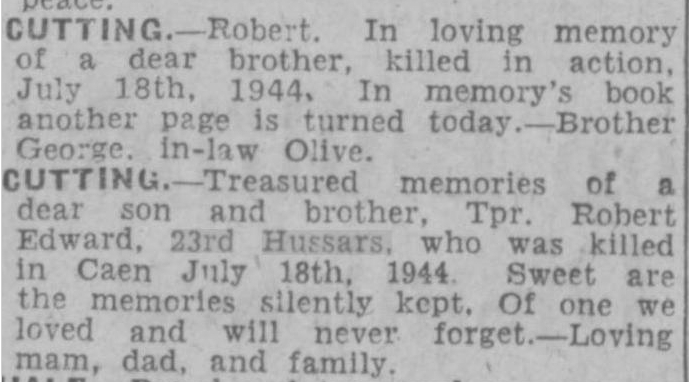 peace.
CUTTING.—Robert. In loving memory
of a dear brother, killed in action,
July 18th, 1944. In memory's book
another page is turned today.—Brother
George, in-law Olive.
CUTTING.—Treasured memories of a
dear son and brother, Tpr. Robert
Edward, 23rd Hussars, who was killed
in Caen July 18th, 1944. Sweet are
the memories silently kept, Of one we
loved and will never forget.—Loving
mam, dad, and family.